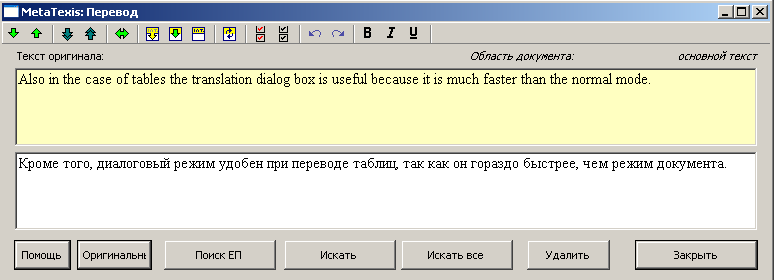 MetaTexis: Перевод
B I U
Текст оригинала: Область документа: основной текст
Also in the case of tables the translation dialog box is useful because it is much faster than the normal mode.
Кроме того, диалоговый режим удобен при переводе таблиц, так как он гораздо быстрее, чем режим документа.
Помощь Оригинальны Поиск ЕП Искать Искать все Удалить Закрыть